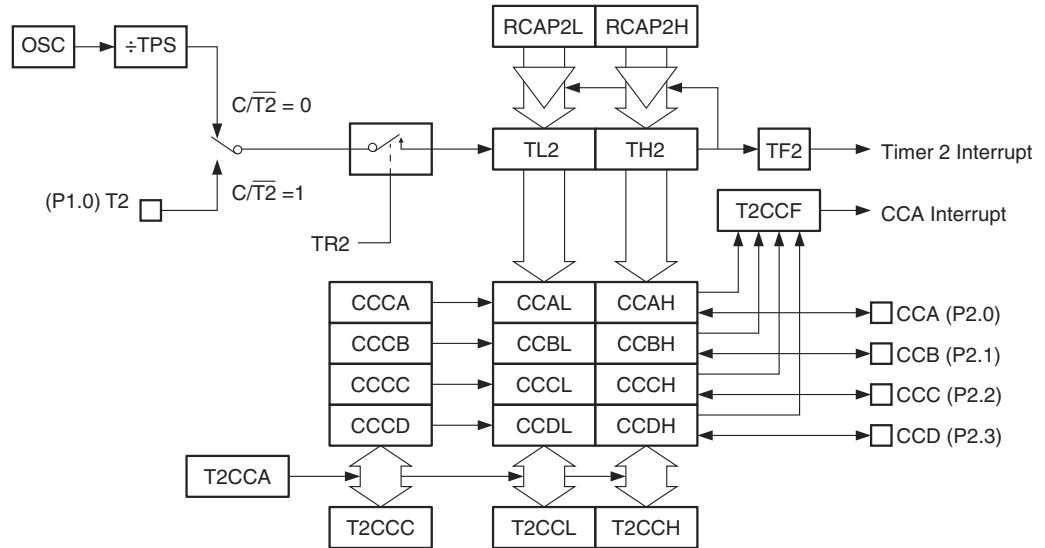 RCAP2L RCAP2H
OSC ÷TPS
C/T2̅ = 0
TL2 TH2 TF2 Timer 2 Interrupt
C/T2̅ =1
(P1.0) T2
T2CCF CCA Interrupt
TR2
CCCA CCAL CCAH CCA (P2.0)
CCCB CCBL CCBH CCB (P2.1)
CCCC CCCL CCCH CCC (P2.2)
CCCD CCDL CCDH CCD (P2.3)
T2CCA
T2CCC T2CCL T2CCH